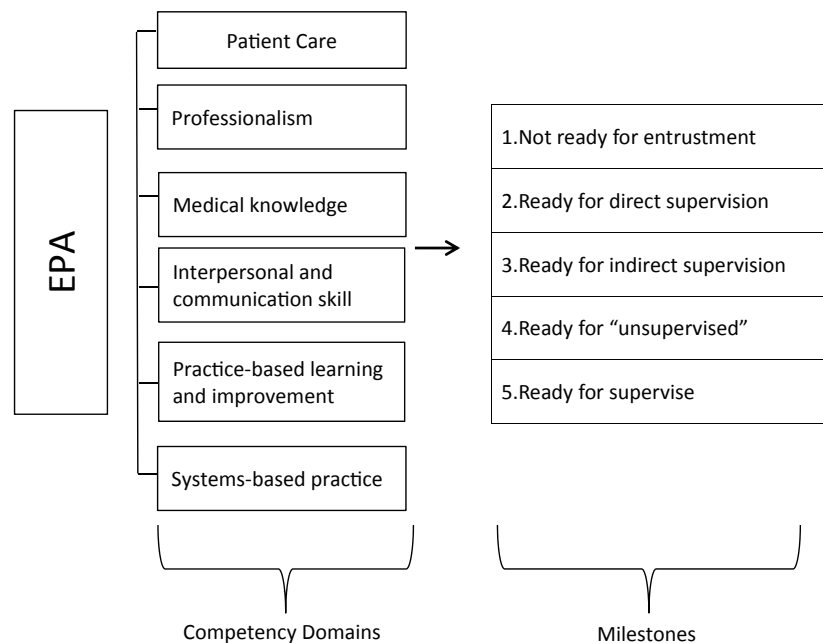 EPA
Patient Care
Professionalism
Medical knowledge
Interpersonal and
communication skill
Practice-based learning
and improvement
Systems-based practice
Competency Domains
1.Not ready for entrustment
2.Ready for direct supervision
3.Ready for indirect supervision
4.Ready for “unsupervised”
5.Ready for supervise
Milestones